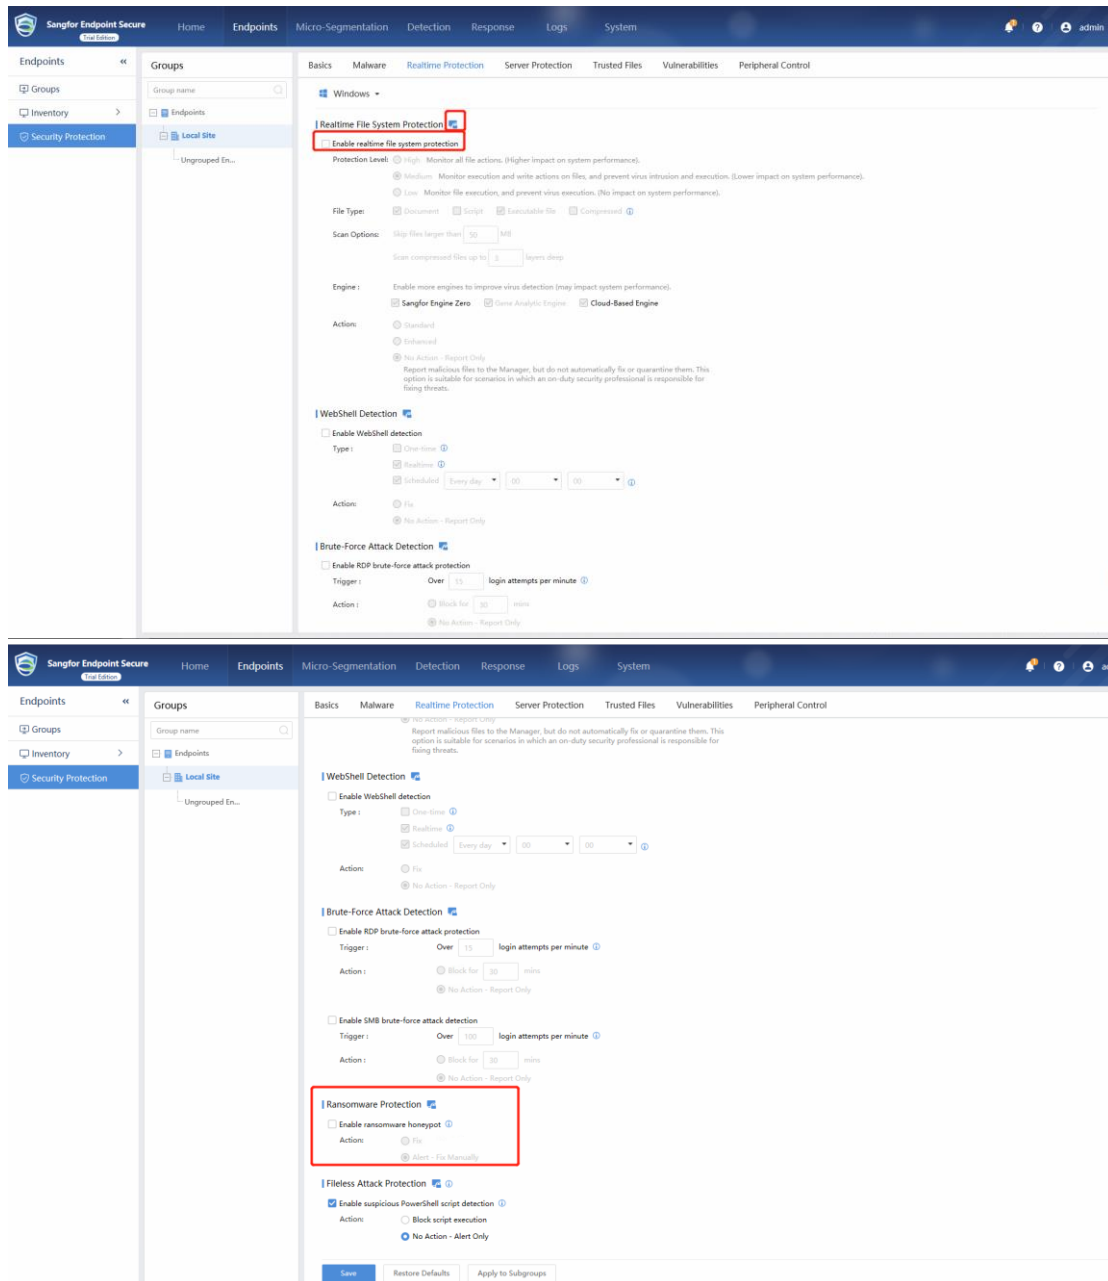 Sangfor Endpoint Secure
Trial Edition
Home Endpoints Micro-Segmentation Detection Response Logs System
admin
Endpoints «
Groups
Inventory >
Security Protection
Groups
Group name
Endpoints
Local Site
Ungrouped En...
Basics Malware Realtime Protection Server Protection Trusted Files Vulnerabilities Peripheral Control
Windows
Realtime File System Protection
Enable realtime file system protection
Protection Level: High Monitor all file actions. (Higher impact on system performance).
Medium Monitor execution and write actions on files, and prevent virus intrusion and execution. (Lower impact on system performance).
Low Monitor file execution, and prevent virus execution. (No impact on system performance).
File Type: Document Script Executable file Compressed
Scan Options: Skip files larger than 50 MB
Scan compressed files up to 3 layers deep
Engine : Enable more engines to improve virus detection (may impact system performance).
Sangfor Engine Zero Gene Analytic Engine Cloud-Based Engine
Action: Standard
Enhanced
No Action - Report Only
Report malicious files to the Manager, but do not automatically fix or quarantine them. This
option is suitable for scenarios in which an on-duty security professional is responsible for
fixing threats.
WebShell Detection
Enable WebShell detection
Type : One-time
Realtime
Scheduled Every day 00 00
Action: Fix
No Action - Report Only
Brute-Force Attack Detection
Enable RDP brute-force attack protection
Trigger : Over 15 login attempts per minute
Action : Block for 30 mins
No Action - Report Only
Sangfor Endpoint Secure
Trial Edition
Home Endpoints Micro-Segmentation Detection Response Logs System
Endpoints «
Groups
Inventory >
Security Protection
Groups
Group name
Endpoints
Local Site
Ungrouped En...
Basics Malware Realtime Protection Server Protection Trusted Files Vulnerabilities Peripheral Control
No Action - Report Only
Report malicious files to the Manager, but do not automatically fix or quarantine them. This
option is suitable for scenarios in which an on-duty security professional is responsible for
fixing threats.
WebShell Detection
Enable WebShell detection
Type : One-time
Realtime
Scheduled Every day 00 00
Action: Fix
No Action - Report Only
Brute-Force Attack Detection
Enable RDP brute-force attack protection
Trigger : Over 15 login attempts per minute
Action : Block for 30 mins
No Action - Report Only
Enable SMB brute-force attack detection
Trigger : Over 100 login attempts per minute
Action : Block for 30 mins
No Action - Report Only
Ransomware Protection
Enable ransomware honeypot
Action: Fix
Alert - Fix Manually
Fileless Attack Protection
Enable suspicious PowerShell script detection
Action: Block script execution
No Action - Alert Only
Save Restore Defaults Apply to Subgroups